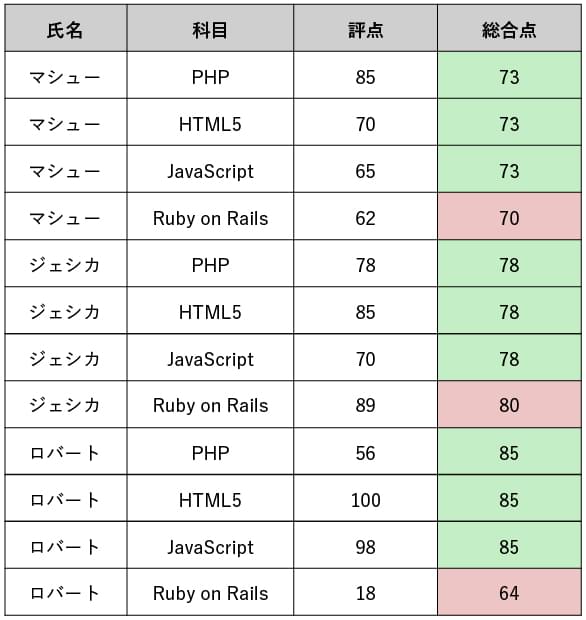 氏名 科目 評点 総合点
マシュー PHP 85 73
マシュー HTML5 70 73
マシュー JavaScript 65 73
マシュー Ruby on Rails 62 70
ジェシカ PHP 78 78
ジェシカ HTML5 85 78
ジェシカ JavaScript 70 78
ジェシカ Ruby on Rails 89 80
ロバート PHP 56 85
ロバート HTML5 100 85
ロバート JavaScript 98 85
ロバート Ruby on Rails 18 64